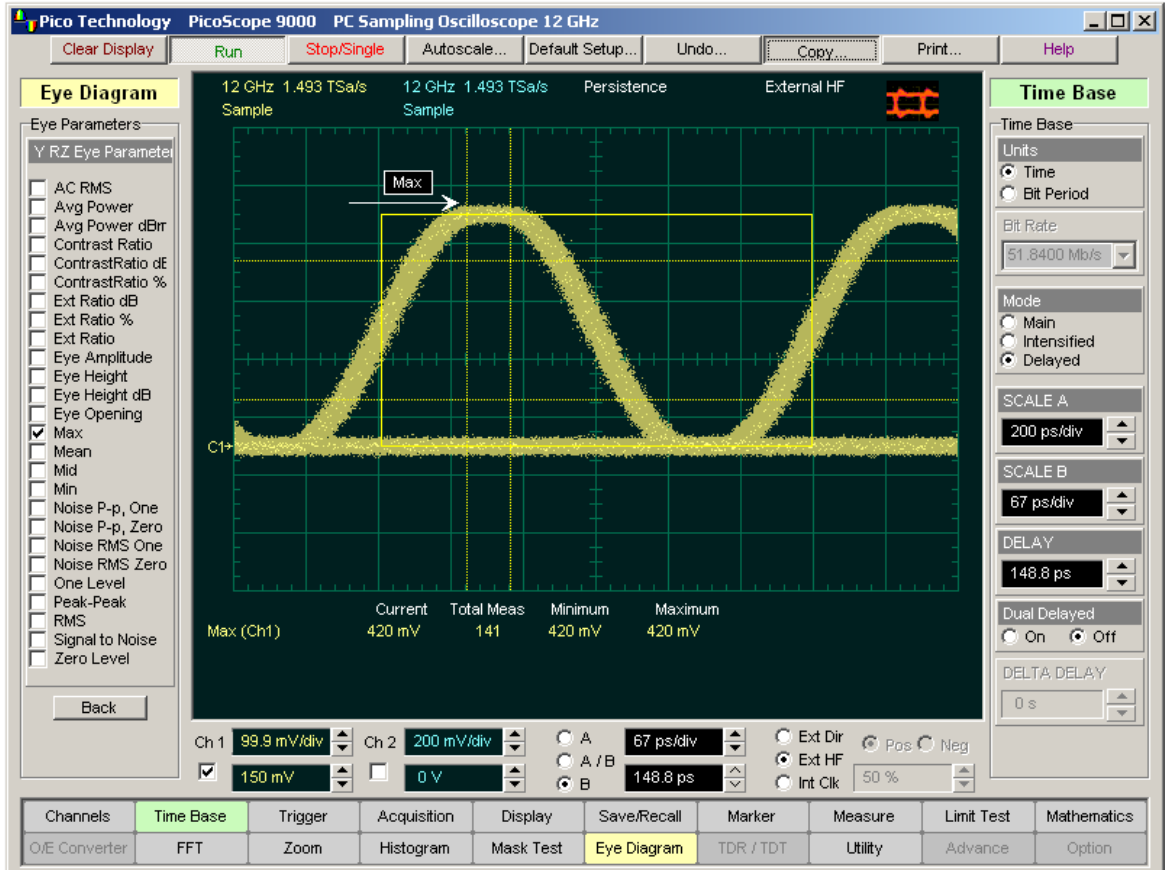 Pico Technology PicoScope 9000 PC Sampling Oscilloscope 12 GHz
Clear Display Run Stop/Single Autoscale... Default Setup... Undo... Copy... Print... Help
Eye Diagram
Eye Parameters
Y RZ Eye Parameter
AC RMS
Avg Power
Avg Power dBm
Contrast Ratio
ContrastRatio dB
ContrastRatio %
Ext Ratio dB
Ext Ratio %
Ext Ratio
Eye Amplitude
Eye Height
Eye Height dB
Eye Opening
Max
Mean
Mid
Min
Noise P-p, One
Noise P-p, Zero
Noise RMS One
Noise RMS Zero
One Level
Peak-Peak
RMS
Signal to Noise
Zero Level
Back
12 GHz 1.493 TSa/s 12 GHz 1.493 TSa/s Persistence External HF
Sample Sample
Max
C1
Current Total Meas Minimum Maximum
Max (Ch1) 420 mV 141 420 mV 420 mV
Time Base
Time Base
Units
Time
Bit Period
Bit Rate
51.8400 Mb/s
Mode
Main
Intensified
Delayed
SCALE A
200 ps/div
SCALE B
67 ps/div
DELAY
148.8 ps
Dual Delayed
On Off
DELTA DELAY
0 s
Ch 1 99.9 mV/div Ch 2 200 mV/div A 67 ps/div Ext Dir Pos Neg
A / B Ext HF
150 mV 0 V B 148.8 ps Int Clk 50 %
Channels Time Base Trigger Acquisition Display Save/Recall Marker Measure Limit Test Mathematics
O/E Converter FFT Zoom Histogram Mask Test Eye Diagram TDR / TDT Utility Advance Option